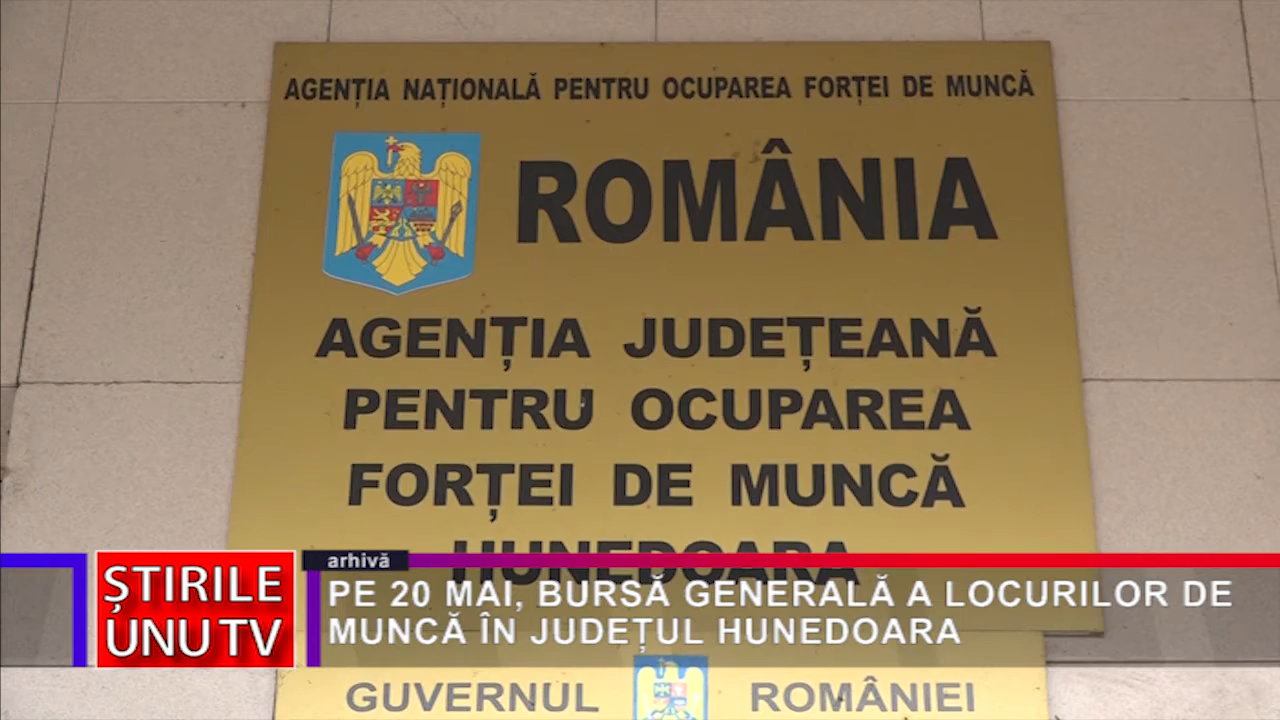 AGENȚIA NAȚIONALĂ PENTRU OCUPAREA FORȚEI DE MUNCĂ
ROMÂNIA
AGENȚIA JUDEȚEANĂ
PENTRU OCUPAREA
FORȚEI DE MUNCĂ
HUNEDOARA
arhivă
ȘTIRILE
UNU TV
PE 20 MAI, BURSĂ GENERALĂ A LOCURILOR DE
MUNCĂ ÎN JUDEȚUL HUNEDOARA
GUVERNUL ROMÂNIEI